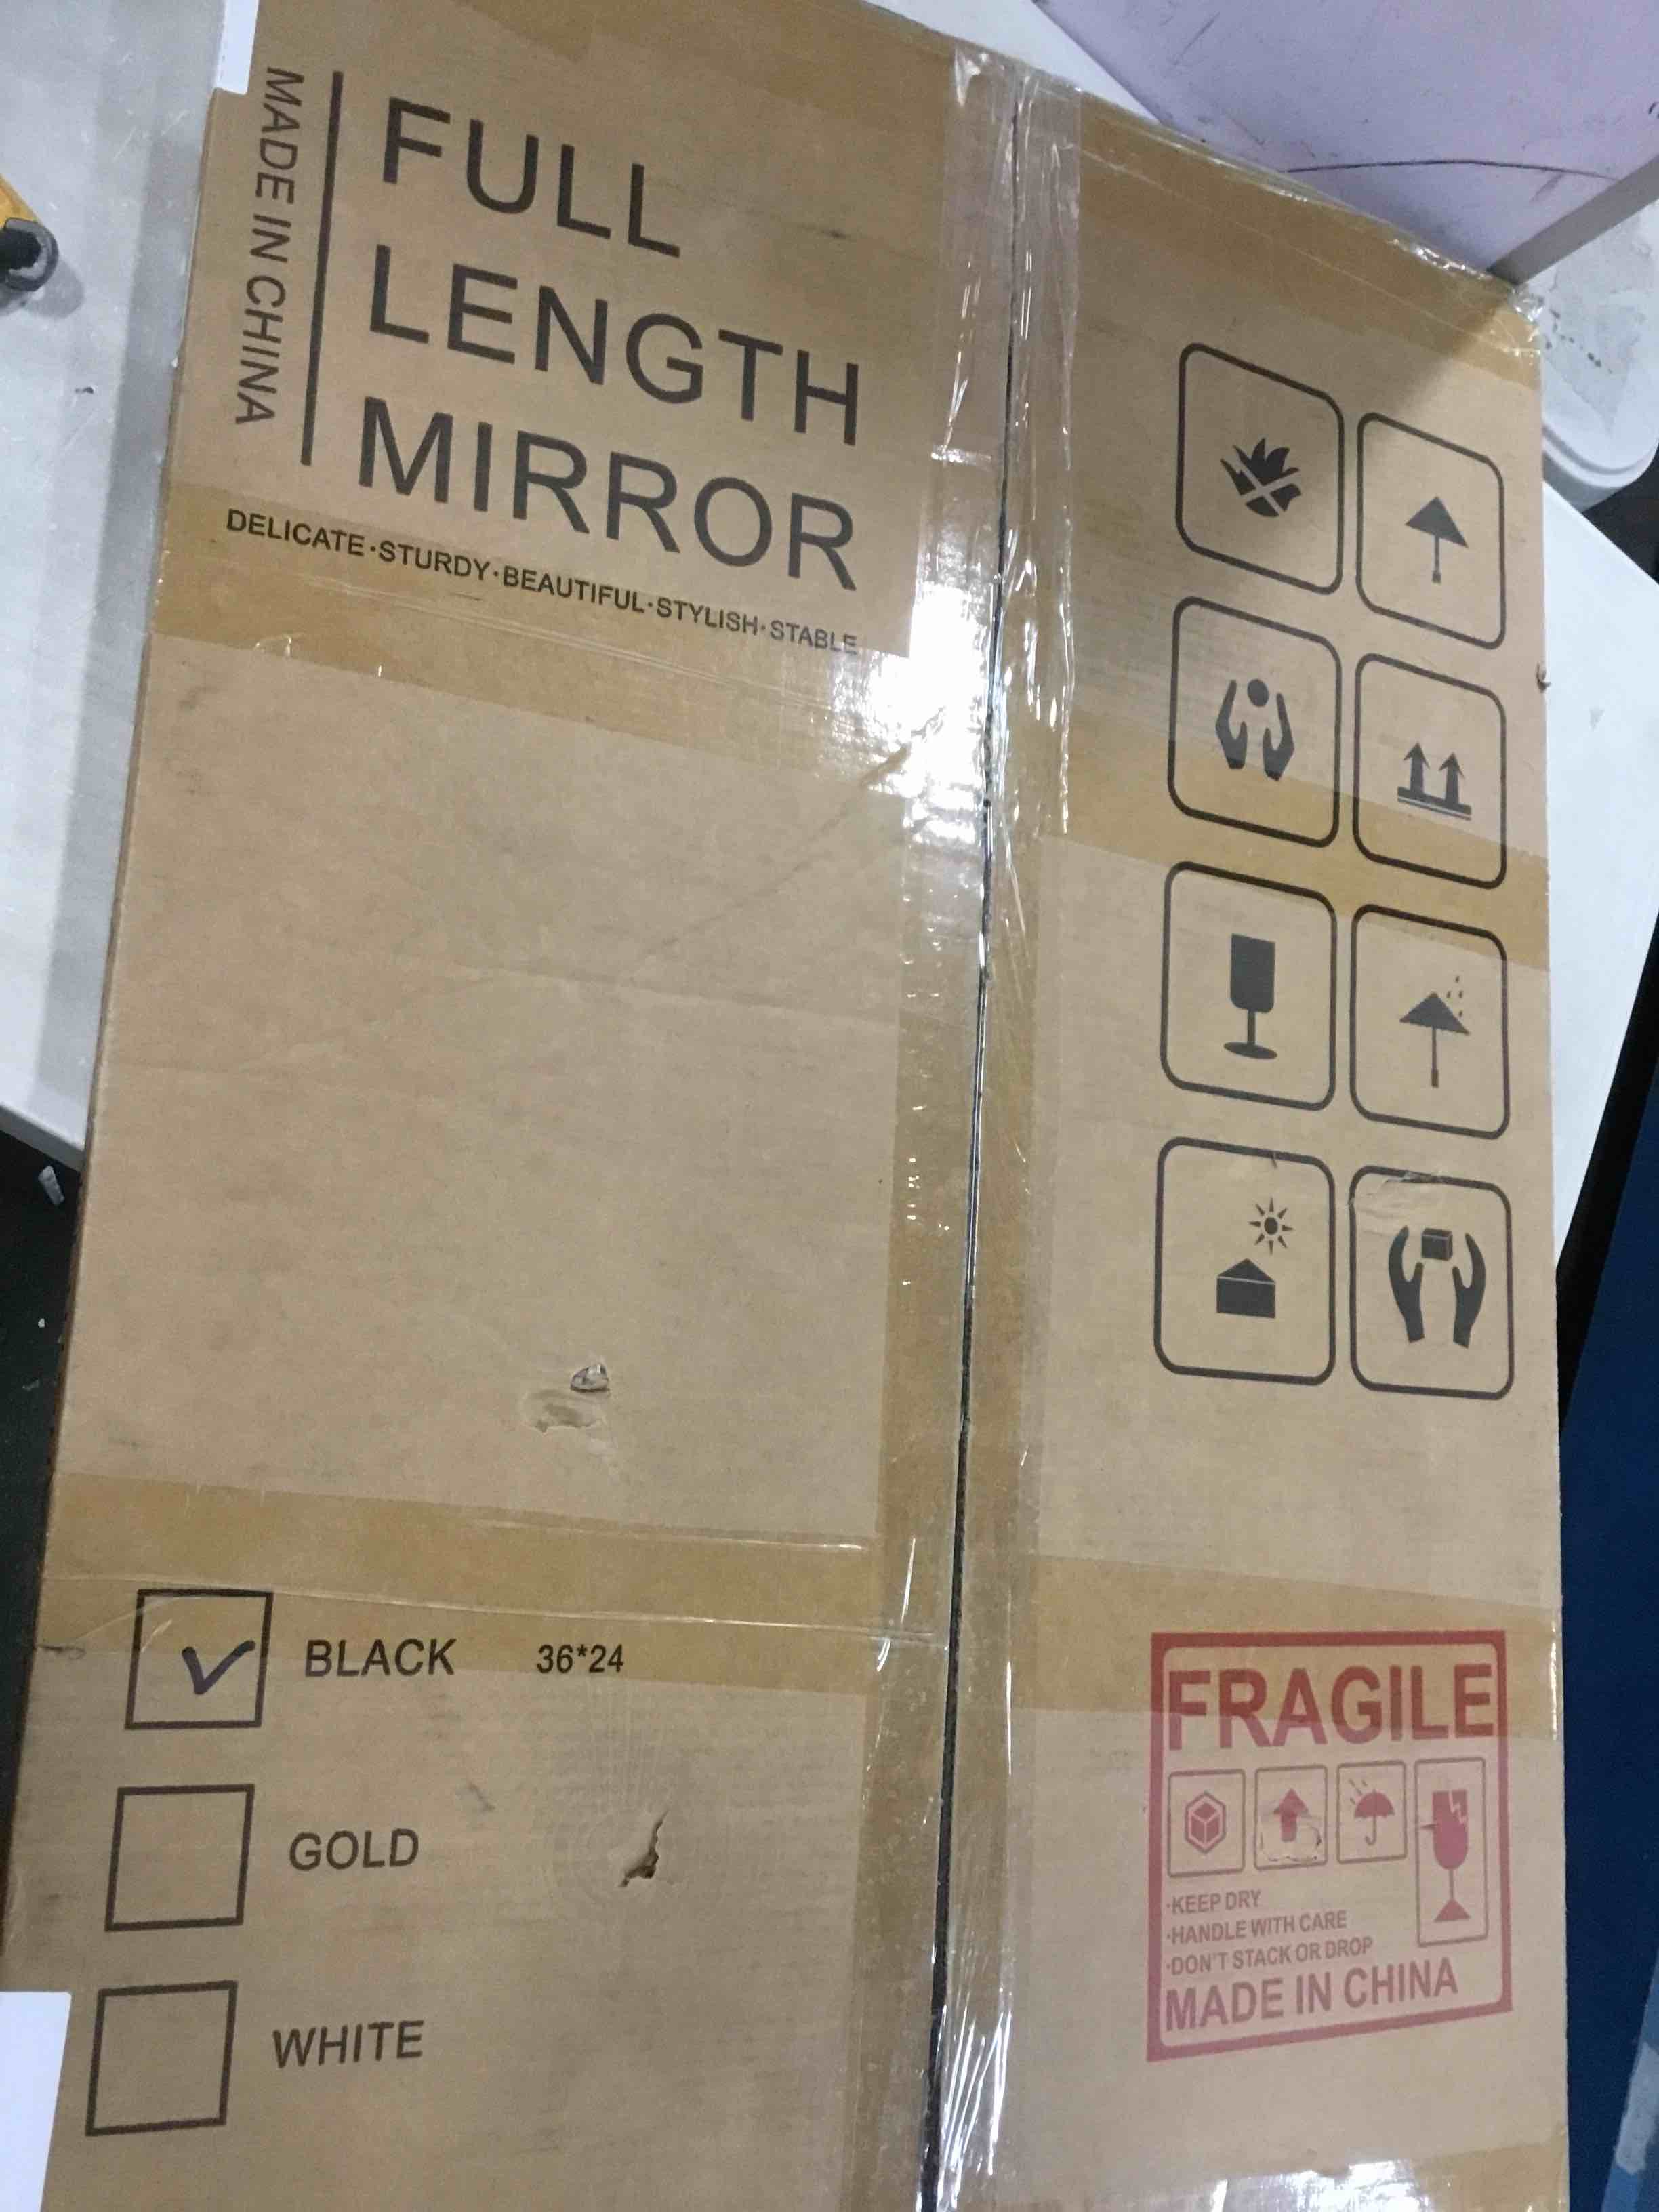 MADE IN CHINA
FULL
LENGTH
MIRROR
DELICATE·STURDY·BEAUTIFUL·STYLISH·STABLE
BLACK 36*24
GOLD
WHITE
FRAGILE
·KEEP DRY
·HANDLE WITH CARE
·DON'T STACK OR DROP
MADE IN CHINA